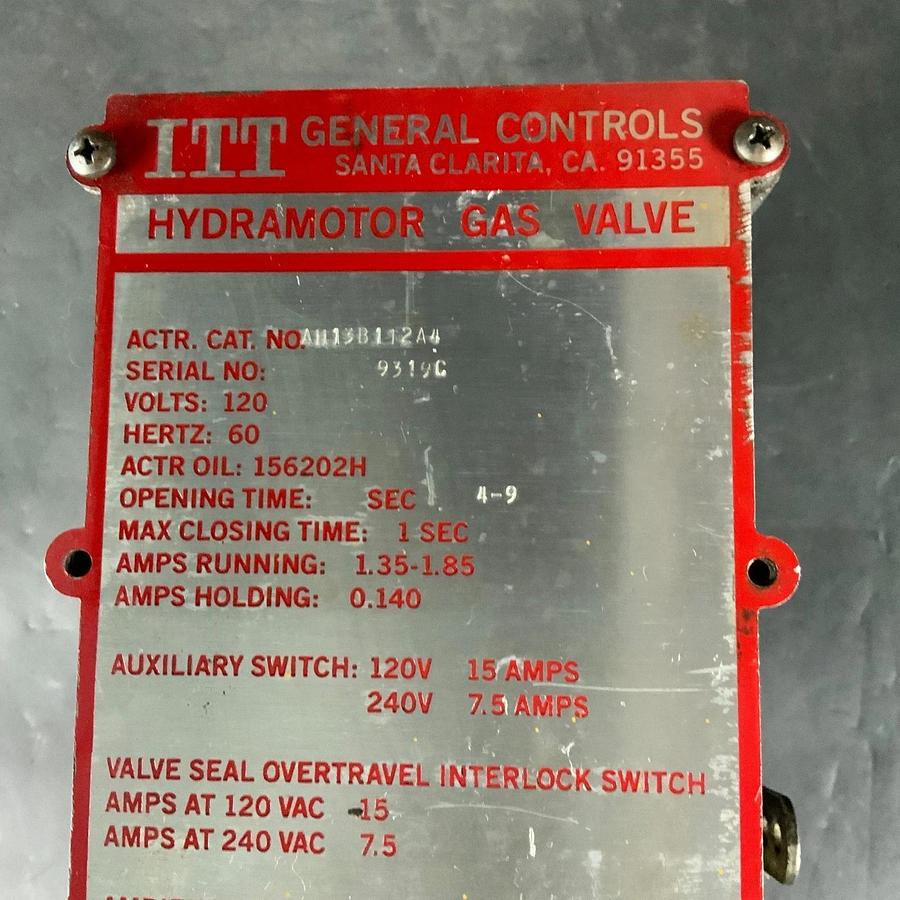 ITT GENERAL CONTROLS
SANTA CLARITA, CA. 91355
HYDRAMOTOR GAS VALVE
ACTR. CAT. NO. AH13B112A4
SERIAL NO: 9319G
VOLTS: 120
HERTZ: 60
ACTR OIL: 156202H
OPENING TIME: SEC 4-9
MAX CLOSING TIME: 1 SEC
AMPS RUNNING: 1.35-1.85
AMPS HOLDING: 0.140
AUXILIARY SWITCH: 120V 15 AMPS
240V 7.5 AMPS
VALVE SEAL OVERTRAVEL INTERLOCK SWITCH
AMPS AT 120 VAC 15
AMPS AT 240 VAC 7.5